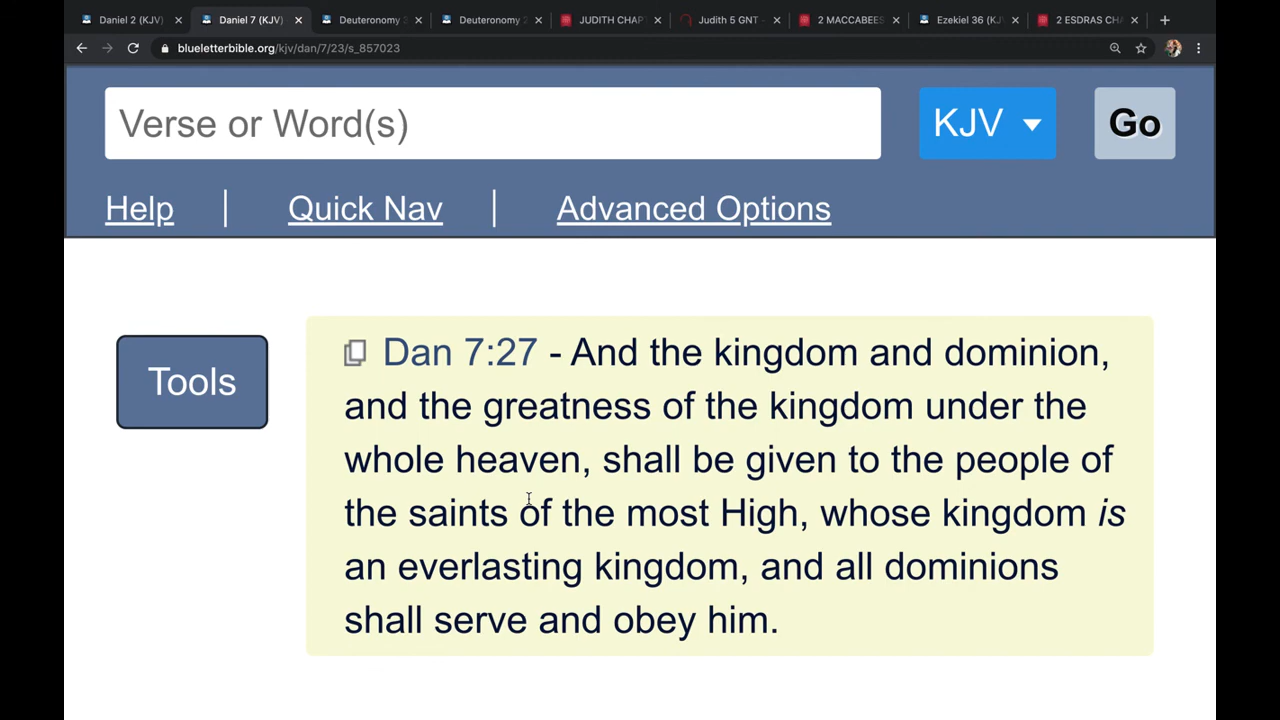 Daniel 2 (KJV)
Daniel 7 (KJV)
Deuteronomy
Deuteronomy 2
JUDITH CHAP
Judith 5 GNT -
2 MACCABEES
Ezekiel 36 (KJV
2 ESDRAS CHA
blueletterbible.org/kjv/dan/7/23/s_857023
Verse or Word(s)
KJV
Go
Help | Quick Nav | Advanced Options
Tools
Dan 7:27 - And the kingdom and dominion,
and the greatness of the kingdom under the
whole heaven, shall be given to the people of
the saints of the most High, whose kingdom is
an everlasting kingdom, and all dominions
shall serve and obey him.